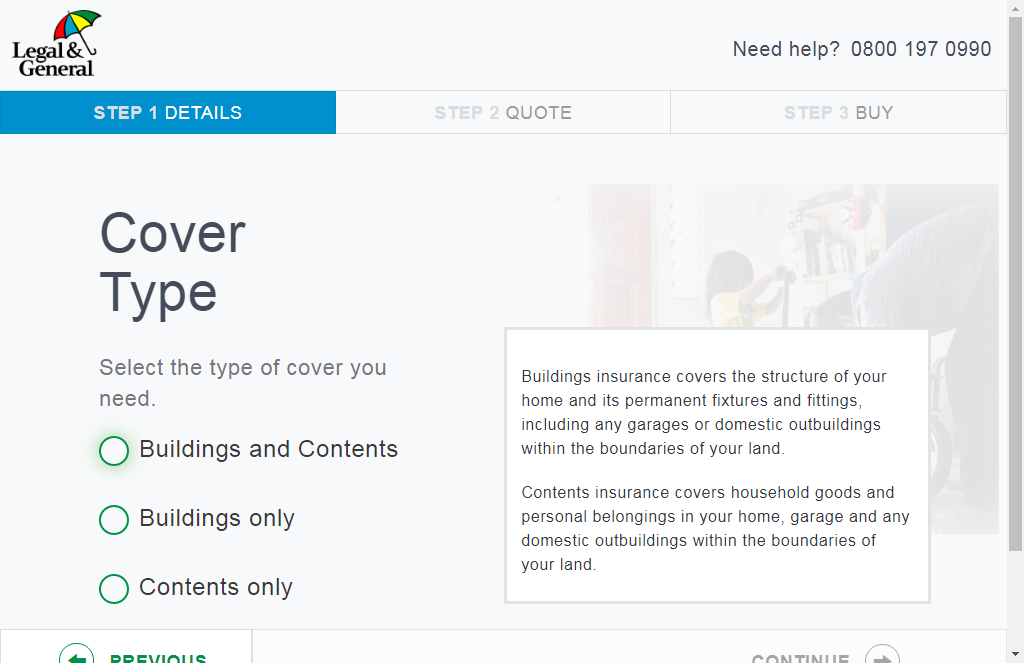 Legal &
General
Need help? 0800 197 0990
STEP 1 DETAILS
STEP 2 QUOTE
STEP 3 BUY
Cover
Type
Select the type of cover you
need.
Buildings and Contents
Buildings only
Contents only
Buildings insurance covers the structure of your
home and its permanent fixtures and fittings,
including any garages or domestic outbuildings
within the boundaries of your land.
Contents insurance covers household goods and
personal belongings in your home, garage and any
domestic outbuildings within the boundaries of
your land.
PREVIOUS
CONTINUE